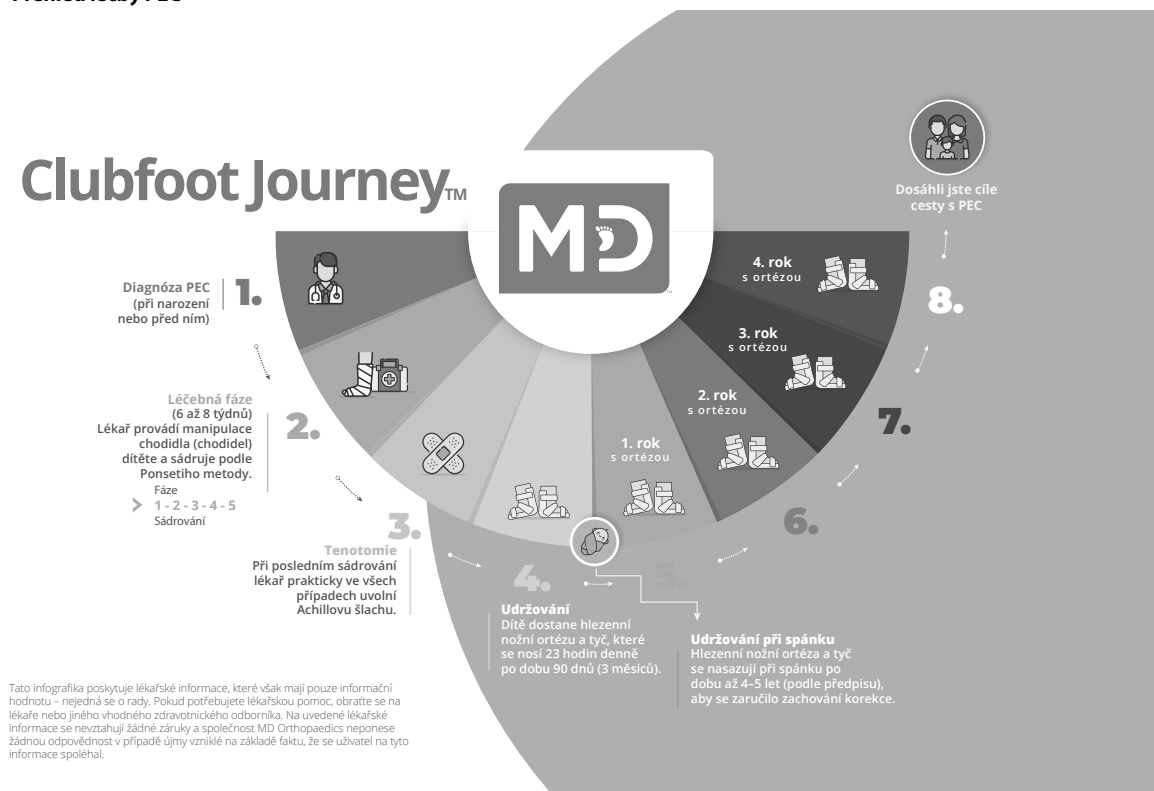 Clubfoot Journey™
MD
1.
Diagnóza PEC
(při narození
nebo před ním)
2.
Léčebná fáze
(6 až 8 týdnů)
Lékař provádí manipulace
chodidla (chodidel)
dítěte a sádruje podle
Ponsetiho metody.
Fáze
> 1 - 2 - 3 - 4 - 5
Sádrování
3.
Tenotomie
Při posledním sádrování
lékař prakticky ve všech
případech uvolní
Achillovu šlachu.
4.
Udržování
Dítě dostane hlezenní
nožní ortézu a tyč, které
se nosí 23 hodin denně
po dobu 90 dnů (3 měsíců).
5.
Udržování při spánku
Hlezenní nožní ortéza a tyč
se nasazují při spánku po
dobu až 4–5 let (podle předpisu),
aby se zaručilo zachování korekce.
1. rok
s ortézou
6.
2. rok
s ortézou
7.
3. rok
s ortézou
8.
4. rok
s ortézou
Dosáhli jste cíle
cesty s PEC
Tato infografika poskytuje lékařské informace, které však mají pouze informační
hodnotu – nejedná se o rady. Pokud potřebujete lékařskou pomoc, obraťte se na
lékaře nebo jiného vhodného zdravotnického odborníka. Na uvedené lékařské
informace se nevztahují žádné záruky a společnost MD Orthopaedics neponese
žádnou odpovědnost v případě újmy vzniklé na základě faktu, že se uživatel na tyto
informace spoléhal.